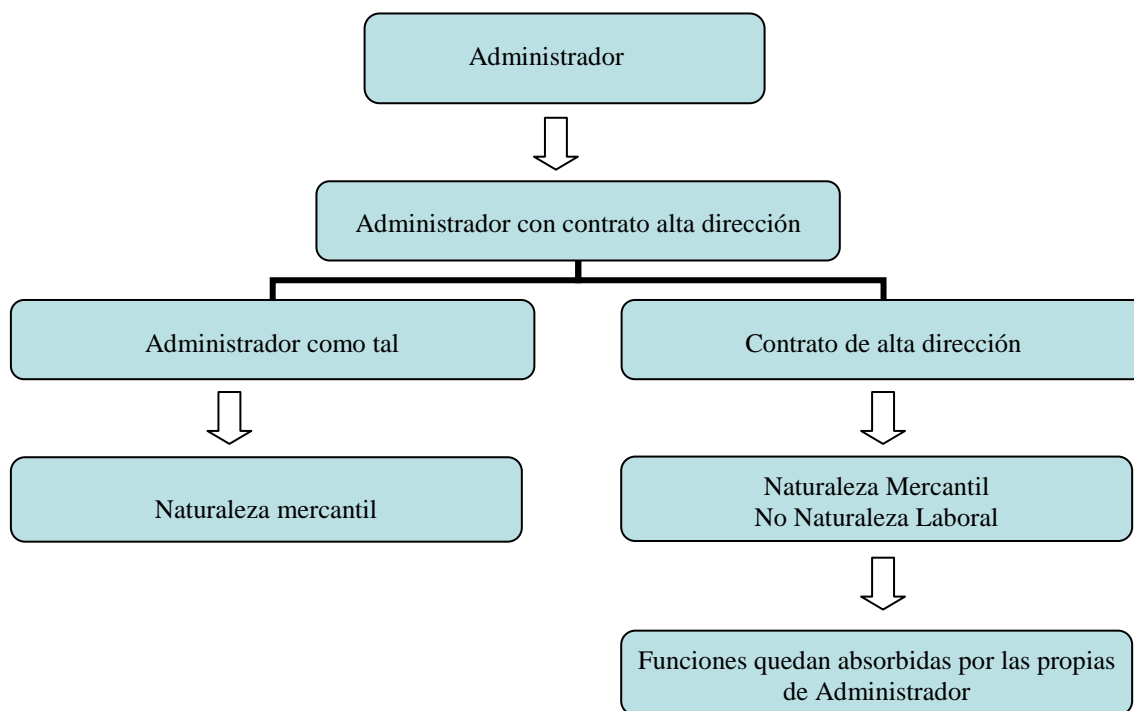 Administrador
Administrador con contrato alta dirección
Administrador como tal
Contrato de alta dirección
Naturaleza mercantil
Naturaleza Mercantil
No Naturaleza Laboral
Funciones quedan absorbidas por las propias
de Administrador